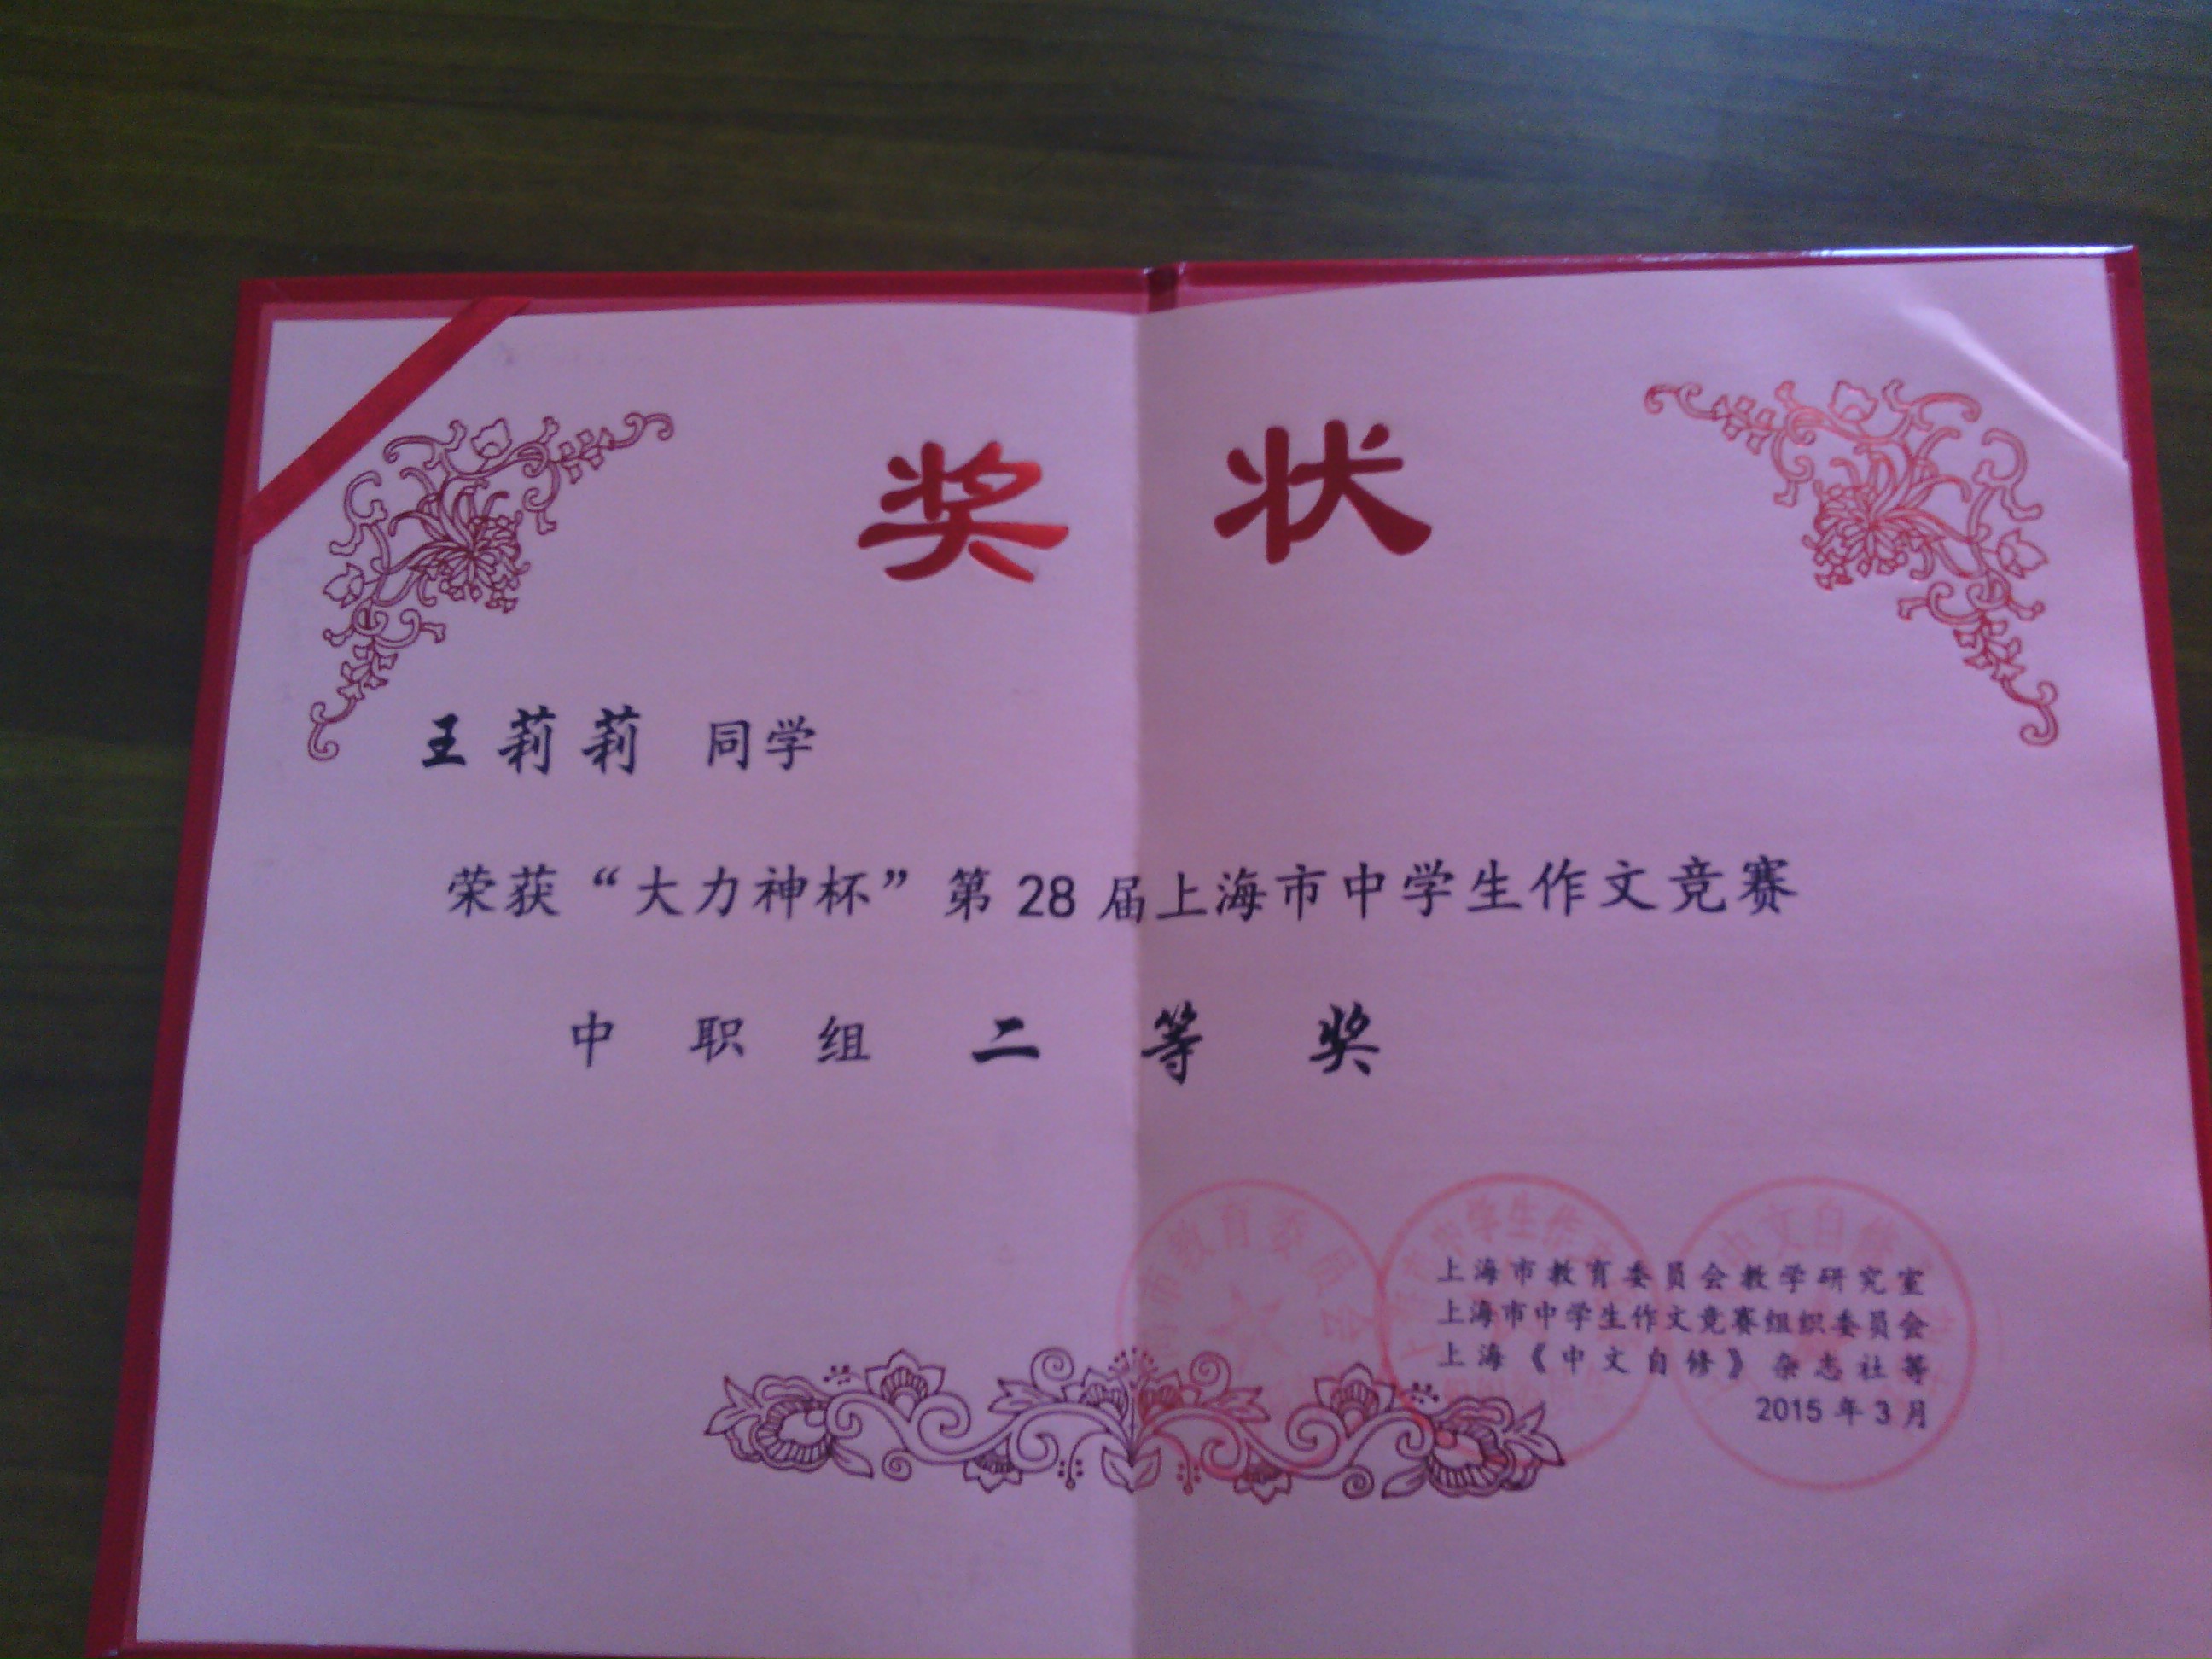 奖状
王莉莉 同学
荣获“大力神杯”第28届上海市中学生作文竞赛
中职组 二等奖
上海市教育委员会教学研究室
上海市中学生作文竞赛组织委员会
上海《中文自修》杂志社等
2015年3月